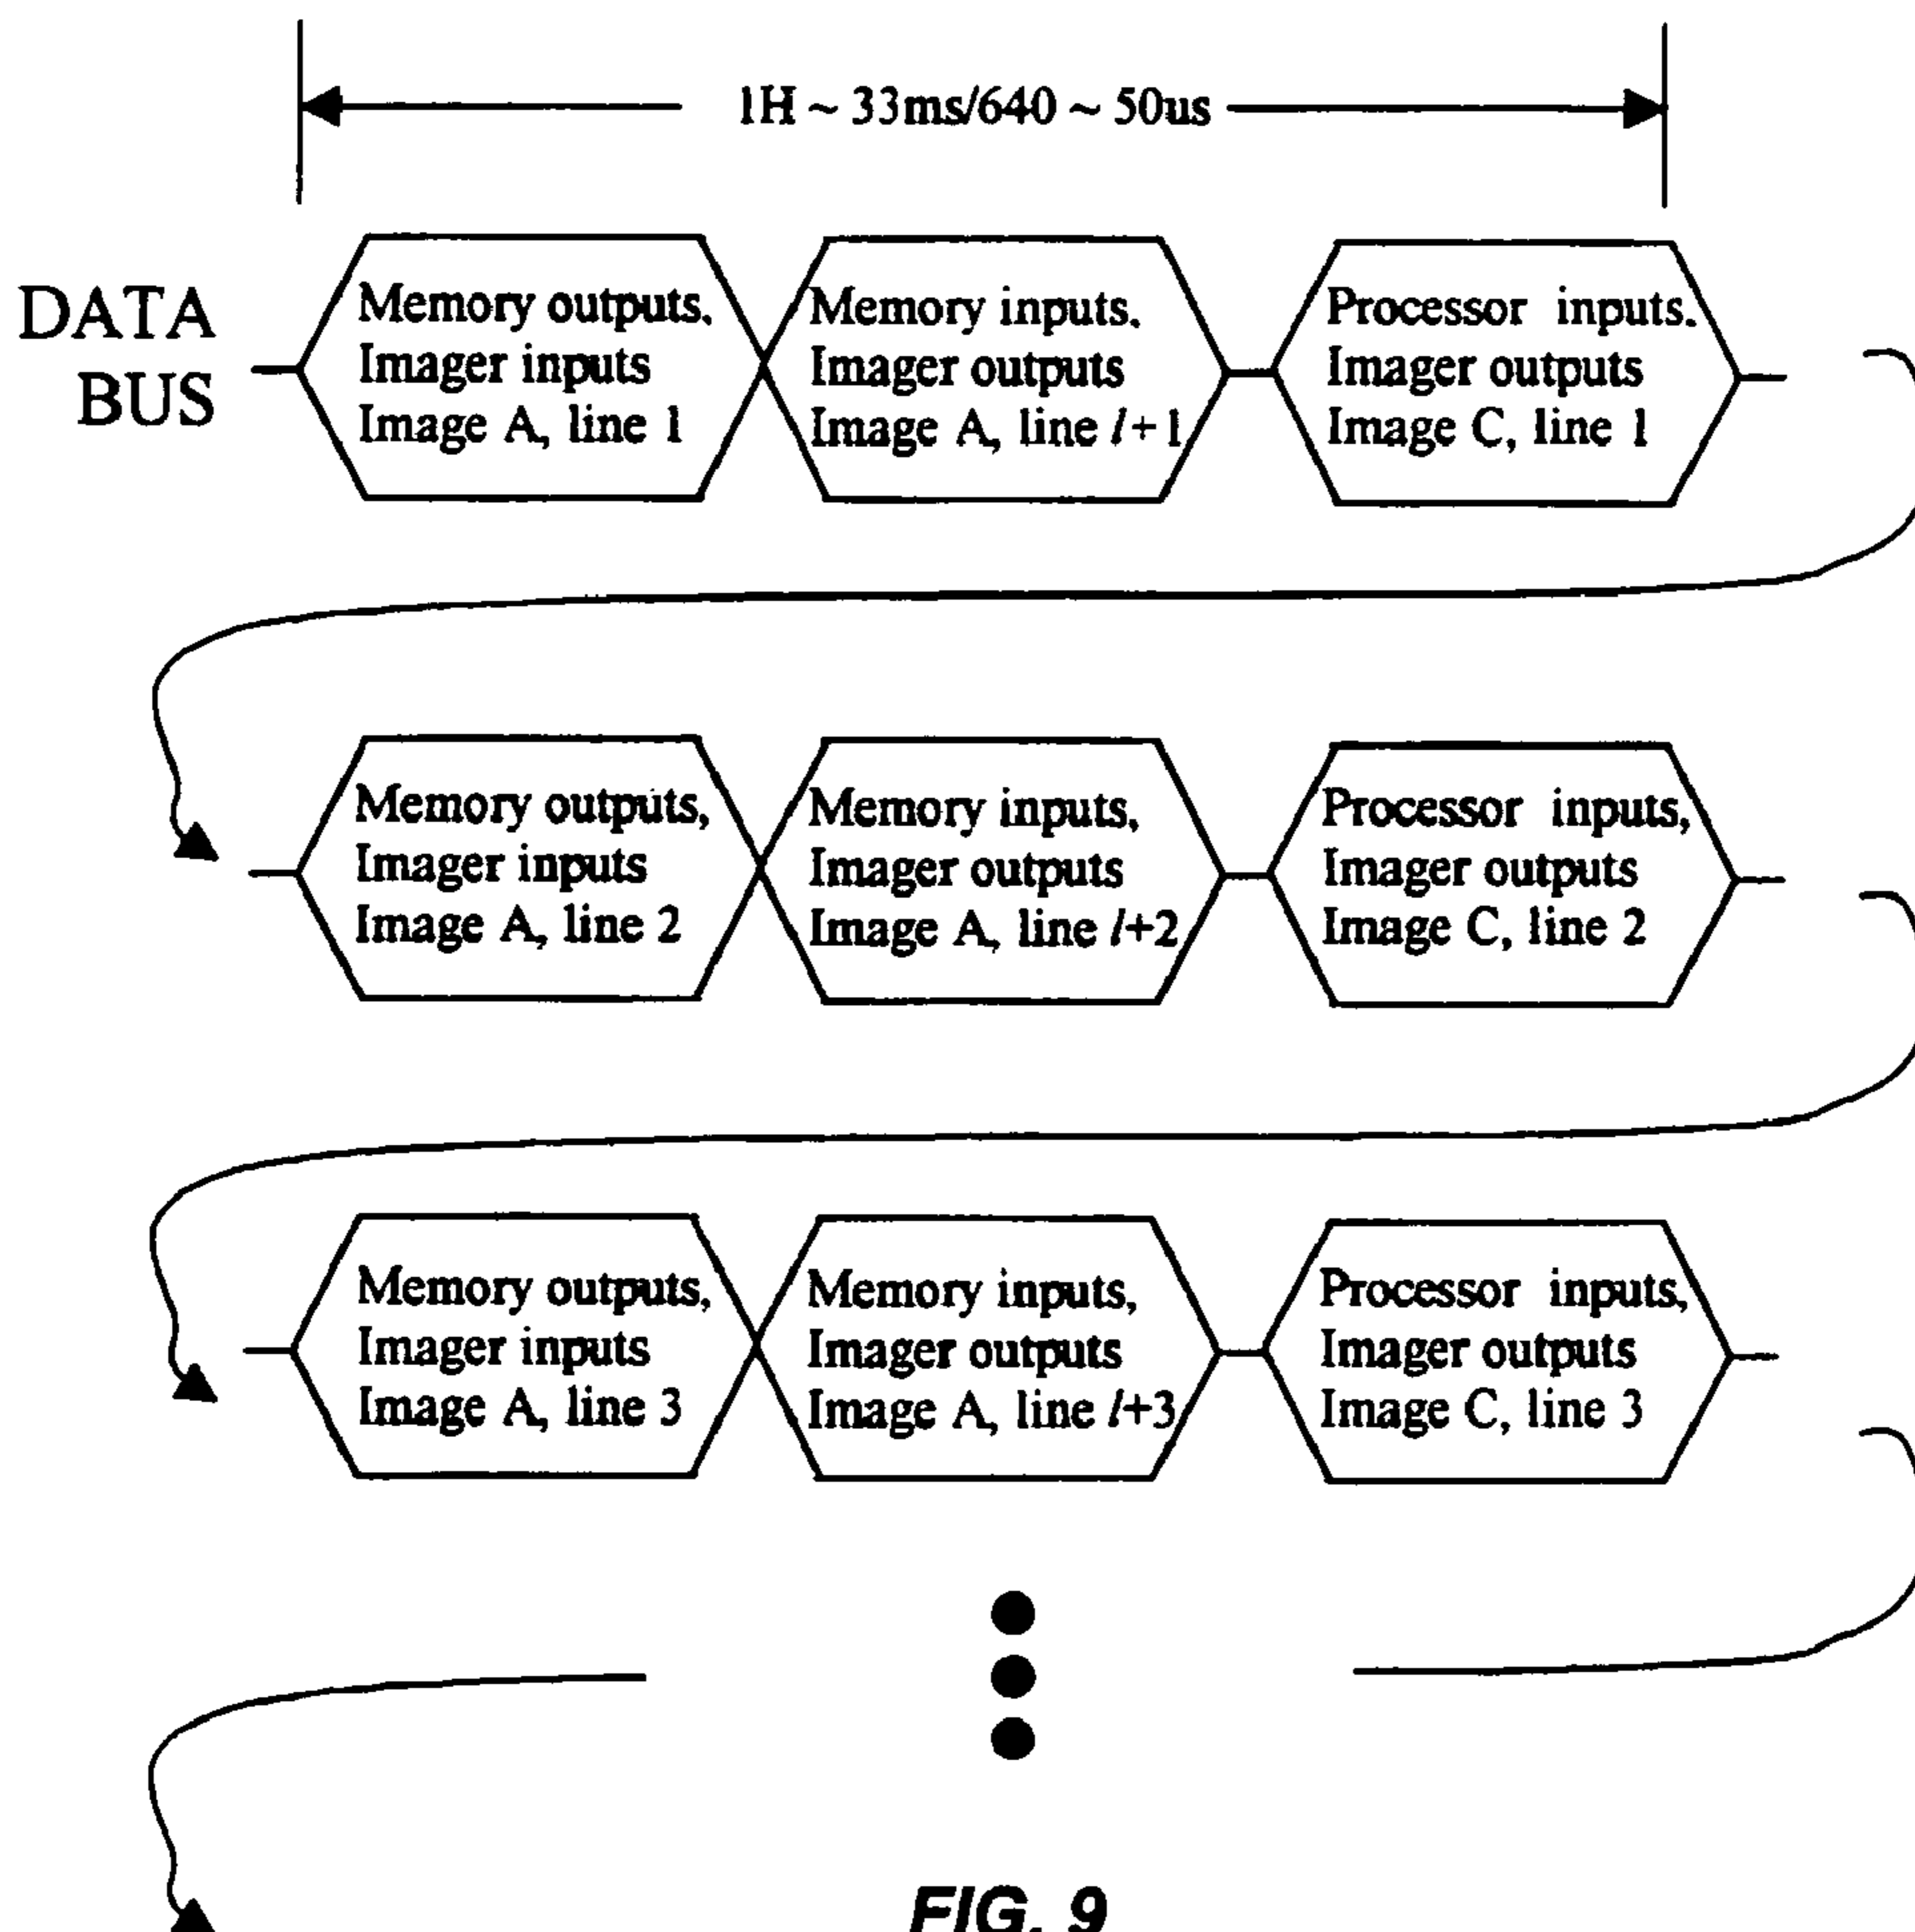 1H ~ 33ms/640 ~ 50us
DATA
BUS
Memory outputs.
Imager inputs
Image A, line 1
Memory inputs.
Imager outputs
Image A, line l+1
Processor inputs.
Imager outputs
Image C, line 1
Memory outputs,
Imager inputs
Image A, line 2
Memory inputs,
Imager outputs
Image A, line l+2
Processor inputs,
Imager outputs
Image C, line 2
Memory outputs,
Imager inputs
Image A, line 3
Memory inputs,
Imager outputs
Image A, line l+3
Processor inputs,
Imager outputs
Image C, line 3
FIG. 9